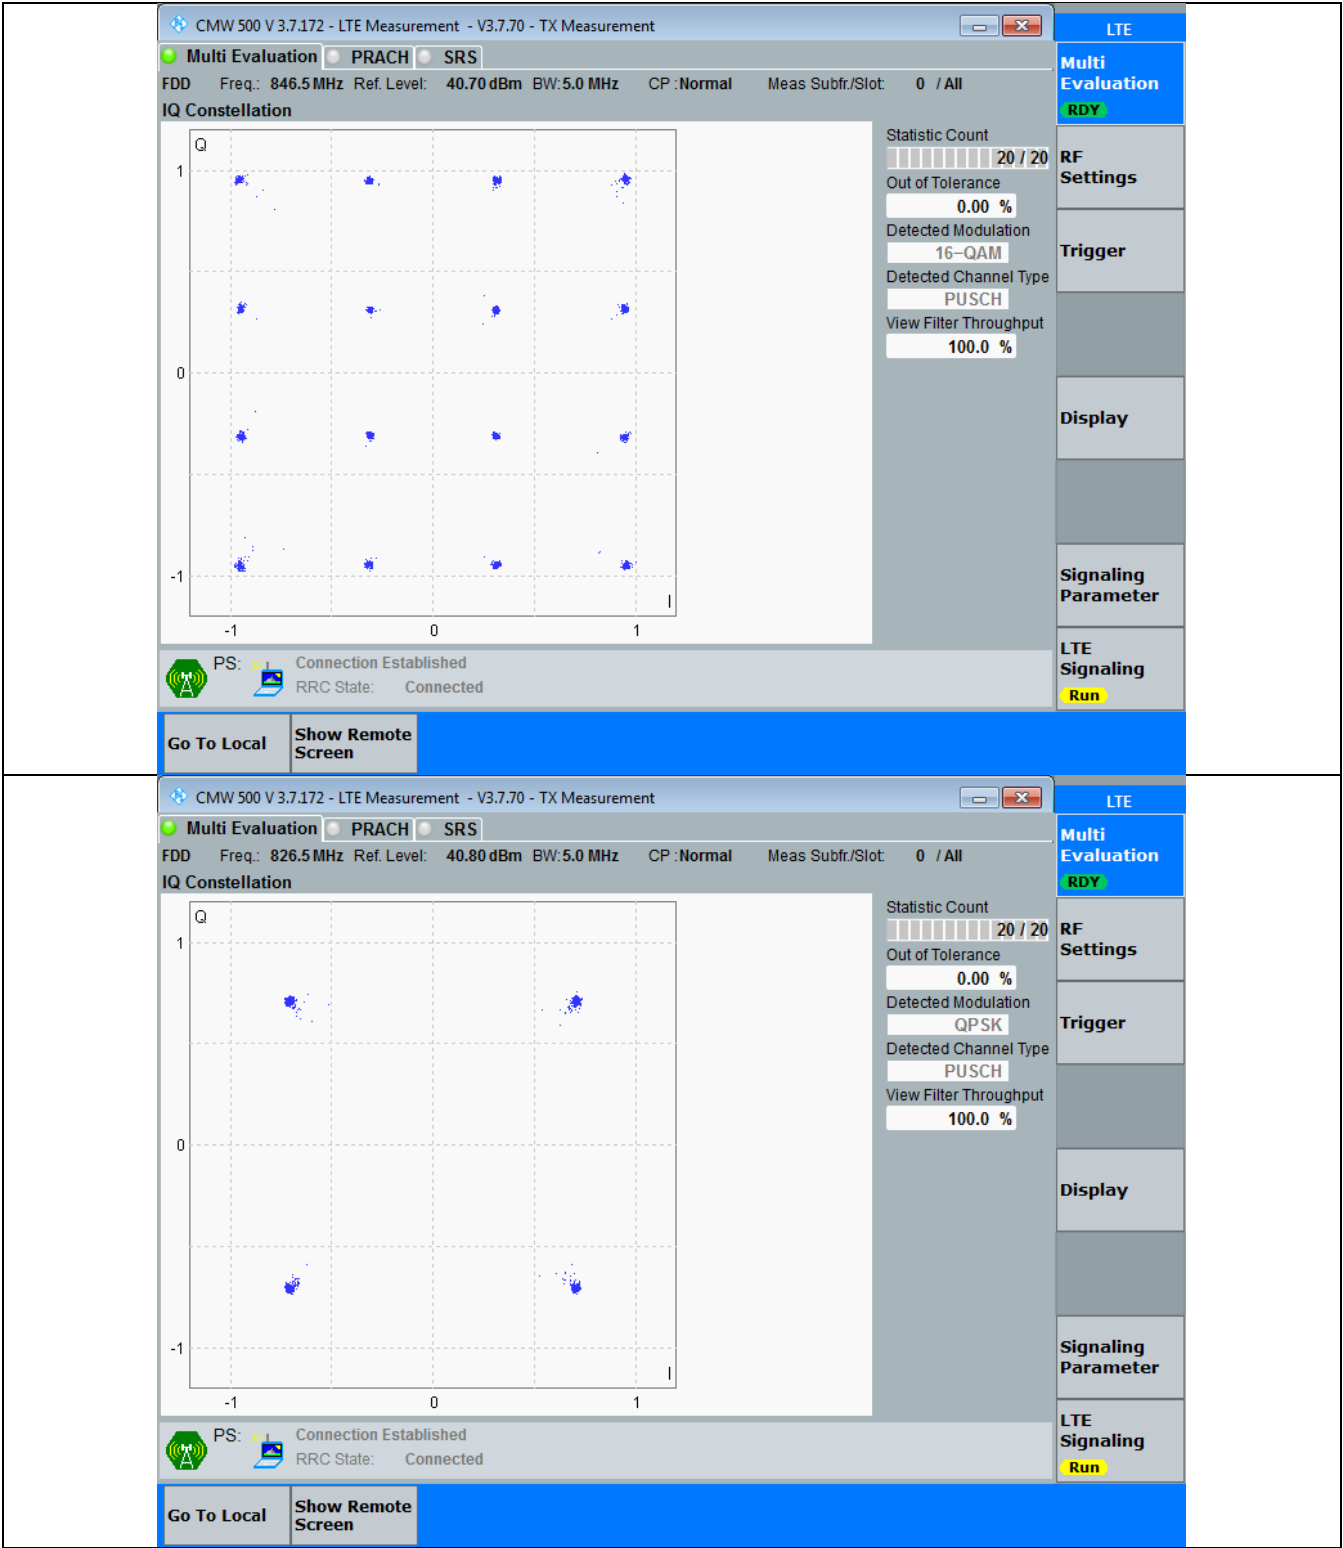 CMW 500 V 3.7.172 - LTE Measurement - V3.7.70 - TX Measurement
LTE
Multi Evaluation PRACH SRS
FDD Freq.: 846.5 MHz Ref. Level: 40.70 dBm BW: 5.0 MHz CP : Normal Meas Subfr./Slot: 0 / All
IQ Constellation
Q
1
0
-1
I
-1 0 1
Statistic Count
20 / 20
Out of Tolerance
0.00 %
Detected Modulation
16-QAM
Detected Channel Type
PUSCH
View Filter Throughput
100.0 %
Multi
Evaluation
RDY
RF
Settings
Trigger
Display
Signaling
Parameter
LTE
Signaling
Run
PS: Connection Established
RRC State: Connected
Go To Local
Show Remote
Screen
CMW 500 V 3.7.172 - LTE Measurement - V3.7.70 - TX Measurement
LTE
Multi Evaluation PRACH SRS
FDD Freq.: 826.5 MHz Ref. Level: 40.80 dBm BW: 5.0 MHz CP : Normal Meas Subfr./Slot: 0 / All
IQ Constellation
Q
1
0
-1
I
-1 0 1
Statistic Count
20 / 20
Out of Tolerance
0.00 %
Detected Modulation
QPSK
Detected Channel Type
PUSCH
View Filter Throughput
100.0 %
Multi
Evaluation
RDY
RF
Settings
Trigger
Display
Signaling
Parameter
LTE
Signaling
Run
PS: Connection Established
RRC State: Connected
Go To Local
Show Remote
Screen